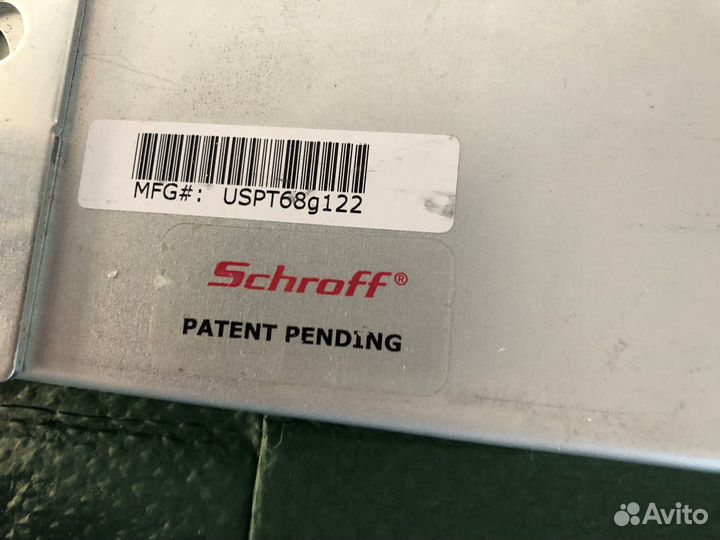 MFG#: USPT68g122
Schroff®
PATENT PENDING
Avito